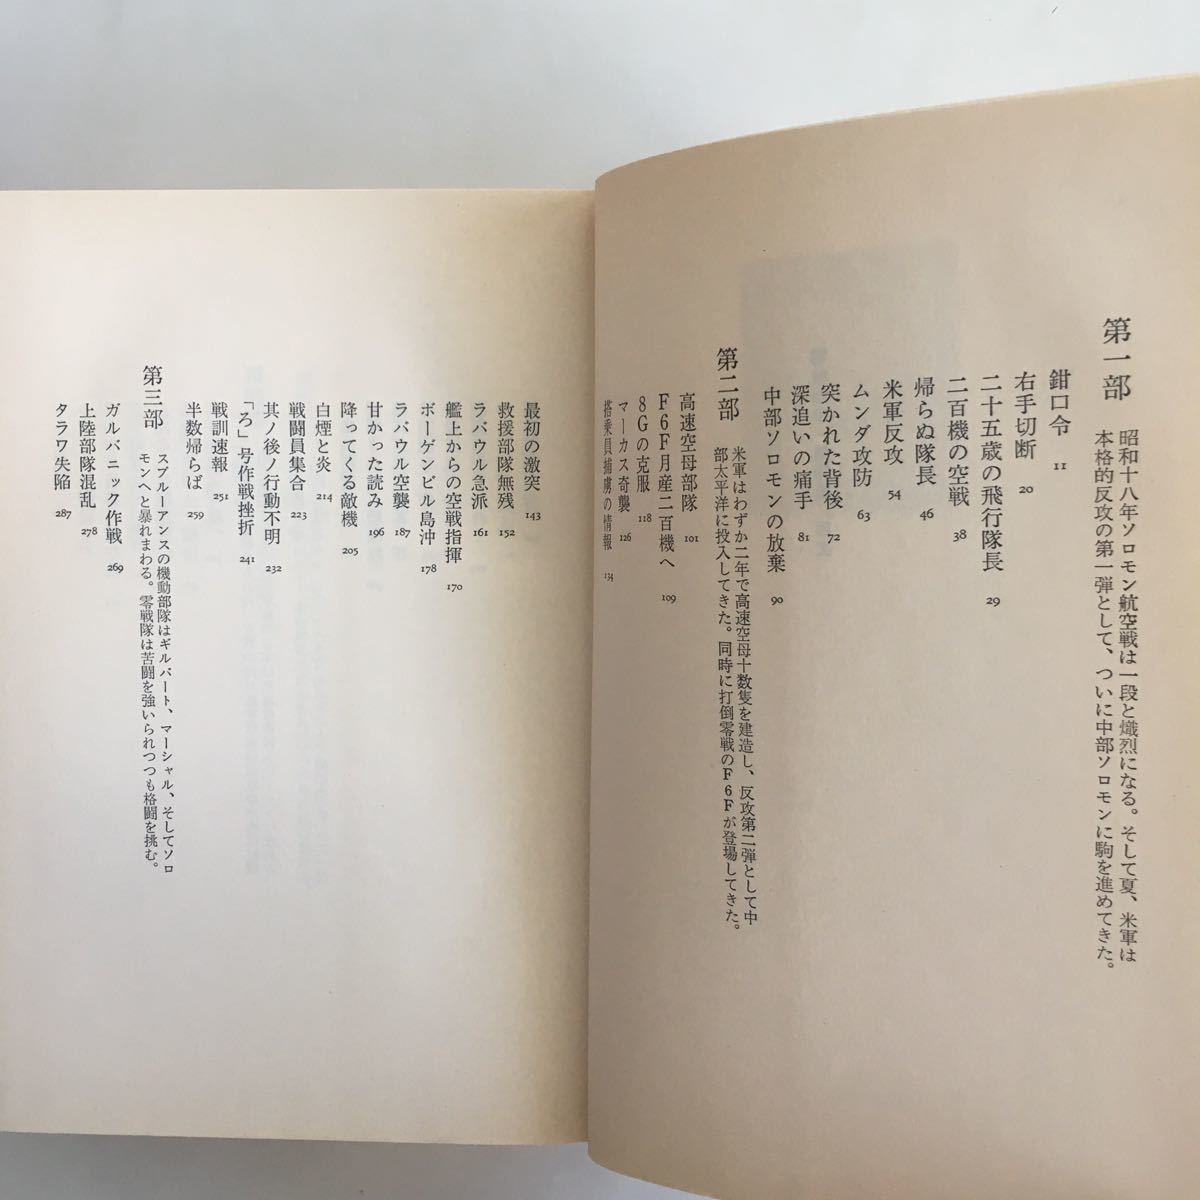 第一部
昭和十八年ソロモン航空戦は一段と熾烈になる。そして夏、米軍は
本格的反攻の第一弾として、ついに中部ソロモンに駒を進めてきた。
鉗口令 11
右手切断 20
二十五歳の飛行隊長 29
二百機の空戦 38
帰らぬ隊長 46
米軍反攻 54
ムンダ攻防 63
突かれた背後 72
深追いの痛手 81
中部ソロモンの放棄 90
第二部
米軍はわずか二年で高速空母十数隻を建造し、反攻第二弾として中
部太平洋に投入してきた。同時に打倒零戦のF6Fが登場してきた。
高速空母部隊 101
F6F月産二百機へ 109
8Gの克服 118
マーカス奇襲 126
搭乗員捕虜の情報 134
最初の激突 143
救援部隊無残 152
ラバウル急派 161
艦上からの空戦指揮 170
ボーゲンビル島沖 178
ラバウル空襲 187
甘かった読み 196
降ってくる敵機 205
白煙と炎 214
戦闘員集合 223
其ノ後ノ行動不明 232
「ろ」号作戦挫折 241
戦訓速報 251
半数帰らば 259
第三部
スプルーアンスの機動部隊はギルバート、マーシャル、そしてソロ
モンへと暴れまわる。零戦隊は苦闘を強いられつつも格闘を挑む。
ガルバニック作戦 269
上陸部隊混乱 278
タラワ失陥 287